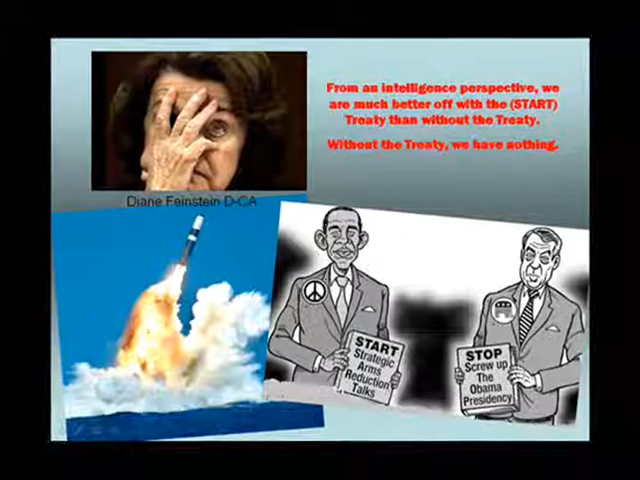 From an intelligence perspective, we
are much better off with the (START)
Treaty than without the Treaty.
Without the Treaty, we have nothing.
Diane Feinstein D-CA
START
Strategic
Arms
Reduction
Talks
STOP
Screw up
The
Obama
Presidency